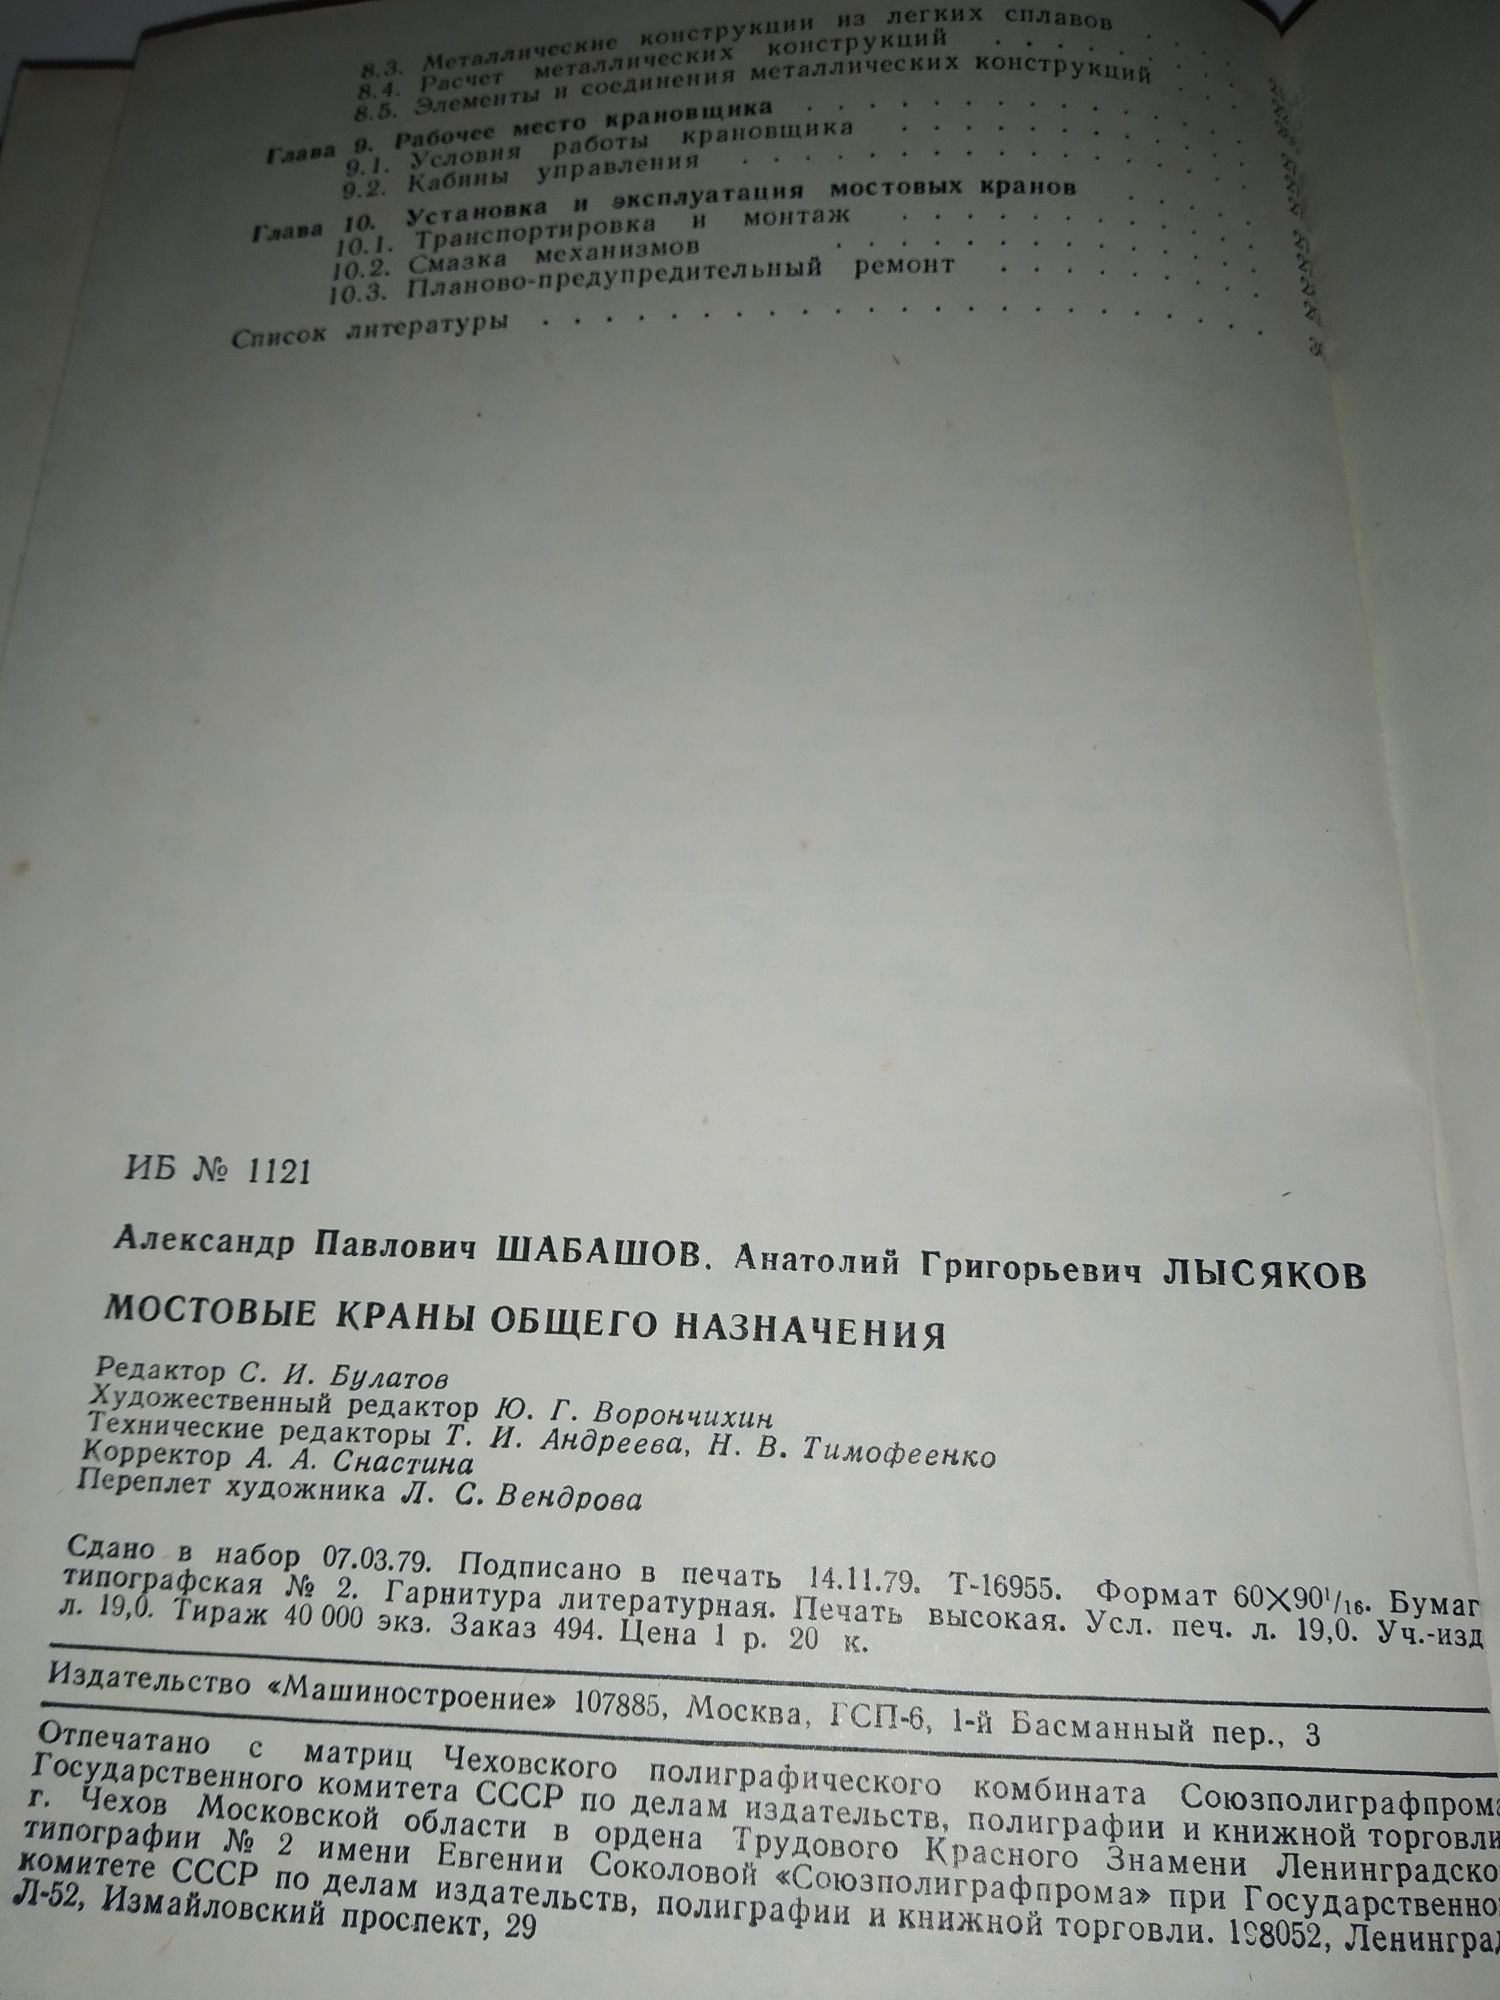 8.3. Металлические конструкции из легких сплавов . . .
8.4. Расчет металлических конструкций . . . . . . .
8.5. Элементы и соединения металлических конструкций . .
Глава 9. Рабочее место крановщика . . . . . . . . . . . .
9.1. Условия работы крановщика . . . . . . . . . .
9.2. Кабины управления . . . . . . . . . . . . . .
Глава 10. Установка и эксплуатация мостовых кранов . . . .
10.1. Транспортировка и монтаж . . . . . . . . . .
10.2. Смазка механизмов . . . . . . . . . . . .
10.3. Планово-предупредительный ремонт . . . . . . .
Список литературы . . . . . . . . . . . . . . . . . . . .
ИБ № 1121
Александр Павлович ШАБАШОВ. Анатолий Григорьевич ЛЫСЯКОВ
МОСТОВЫЕ КРАНЫ ОБЩЕГО НАЗНАЧЕНИЯ
Редактор С. И. Булатов
Художественный редактор Ю. Г. Ворончихин
Технические редакторы Т. И. Андреева, Н. В. Тимофеенко
Корректор А. А. Снастина
Переплет художника Л. С. Вендрова
Сдано в набор 07.03.79. Подписано в печать 14.11.79. Т-16955. Формат 60×90¹/₁₆. Бумаг
типографская № 2. Гарнитура литературная. Печать высокая. Усл. печ. л. 19,0. Уч.-изд
л. 19,0. Тираж 40 000 экз. Заказ 494. Цена 1 р. 20 к.
Издательство «Машиностроение» 107885, Москва, ГСП-6, 1-й Басманный пер., 3
Отпечатано с матриц Чеховского полиграфического комбината Союзполиграфпрома
Государственного комитета СССР по делам издательств, полиграфии и книжной торговли
г. Чехов Московской области в ордена Трудового Красного Знамени Ленинградско
типографии № 2 имени Евгении Соколовой «Союзполиграфпрома» при Государственно
комитете СССР по делам издательств, полиграфии и книжной торговли. 198052, Ленинград
Л-52, Измайловский проспект, 29